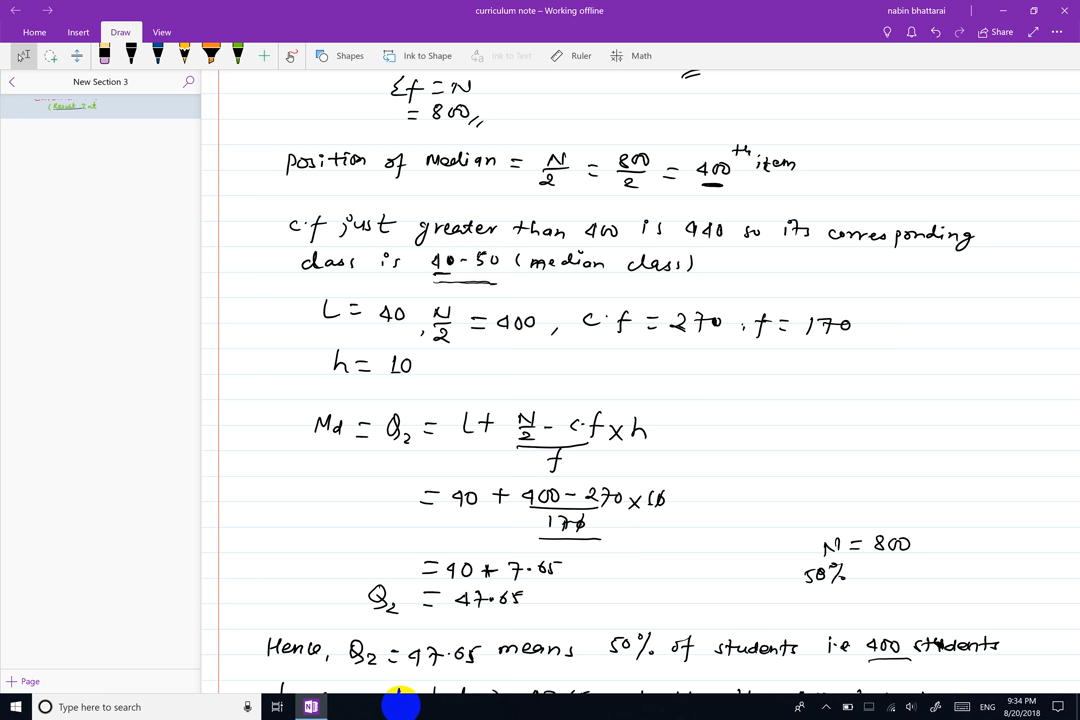 curriculum note – Working offline
nabin bhattarai
Home Insert Draw View
Share
Shapes Ink to Shape Ink to Text Ruler Math
New Section 3
Σf = N
= 800
position of median = N/2 = 800/2 = 400th item
c.f just greater than 400 is 440 so its corresponding
class is 40-50 (median class)
L = 40, N/2 = 400, c.f = 270, f = 170
h = 10
Md = Q2 = L + (N/2 - c.f)/f × h
= 40 + (400 - 270)/170 × 10
N = 800
50%
= 40 + 7.65
Q2 = 47.65
Hence, Q2 = 47.65 means 50% of students i.e 400 students
+ Page
Type here to search
ENG
9:34 PM
8/20/2018